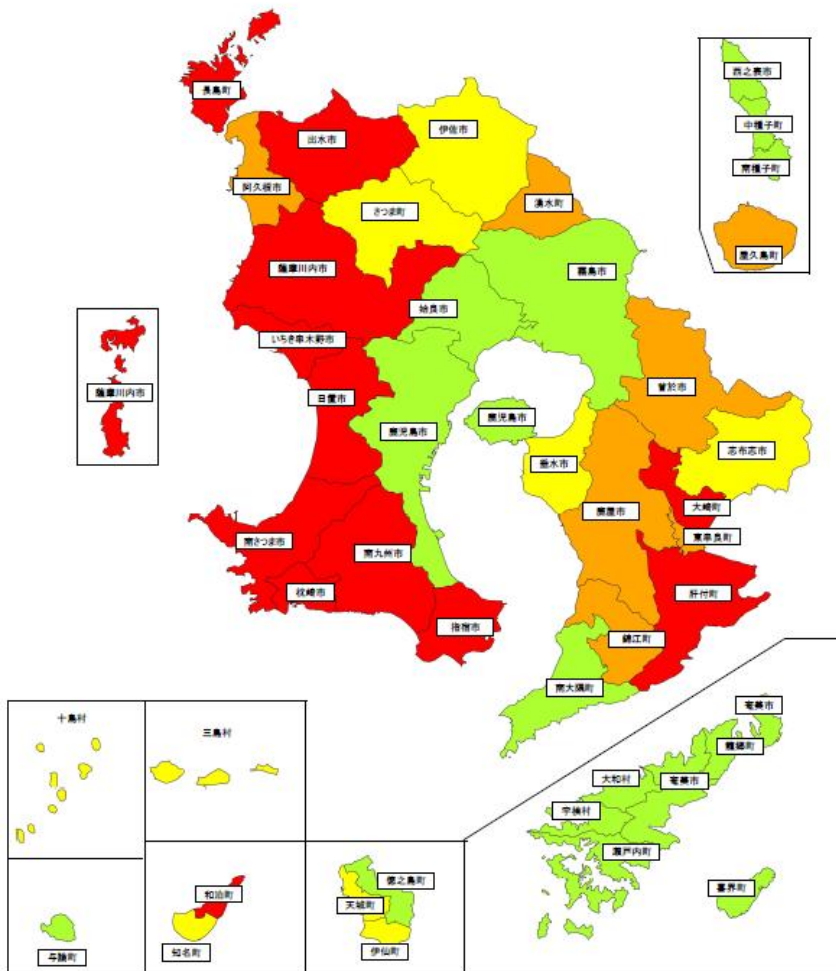 長島町
出水市
伊佐市
阿久根市
さつま町
湧水町
薩摩川内市
霧島市
姶良市
いちき串木野市
日置市
曽於市
鹿児島市
鹿児島市
垂水市
志布志市
鹿屋市
大崎町
東串良町
南さつま市
南九州市
枕崎市
肝付町
指宿市
錦江町
南大隅町
西之表市
中種子町
南種子町
屋久島町
薩摩川内市
十島村
三島村
与論町
和泊町
知名町
徳之島町
天城町
伊仙町
奄美市
龍郷町
大和村
奄美市
宇検村
瀬戸内町
喜界町